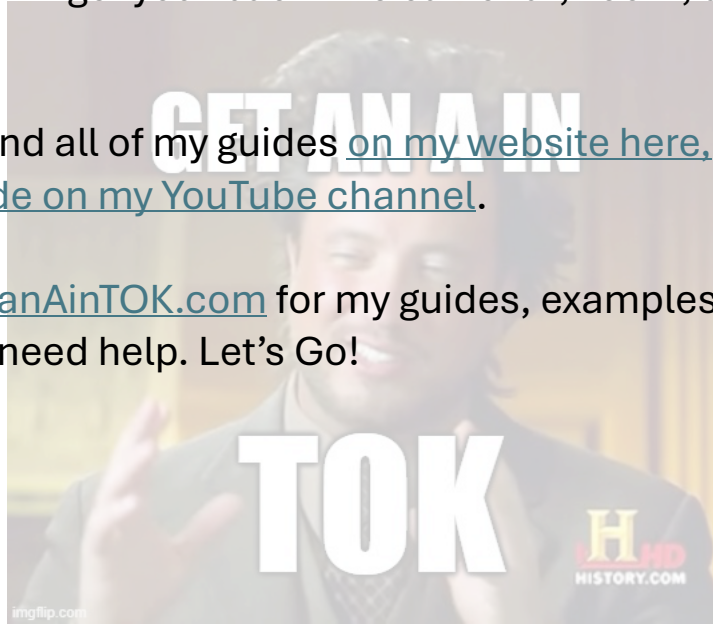 GET AN A IN
nd all of my guides on my website here,
de on my YouTube channel.
anAinTOK.com for my guides, examples
need help. Let’s Go!
TOK
H HD
HISTORY.COM
imgflip.com